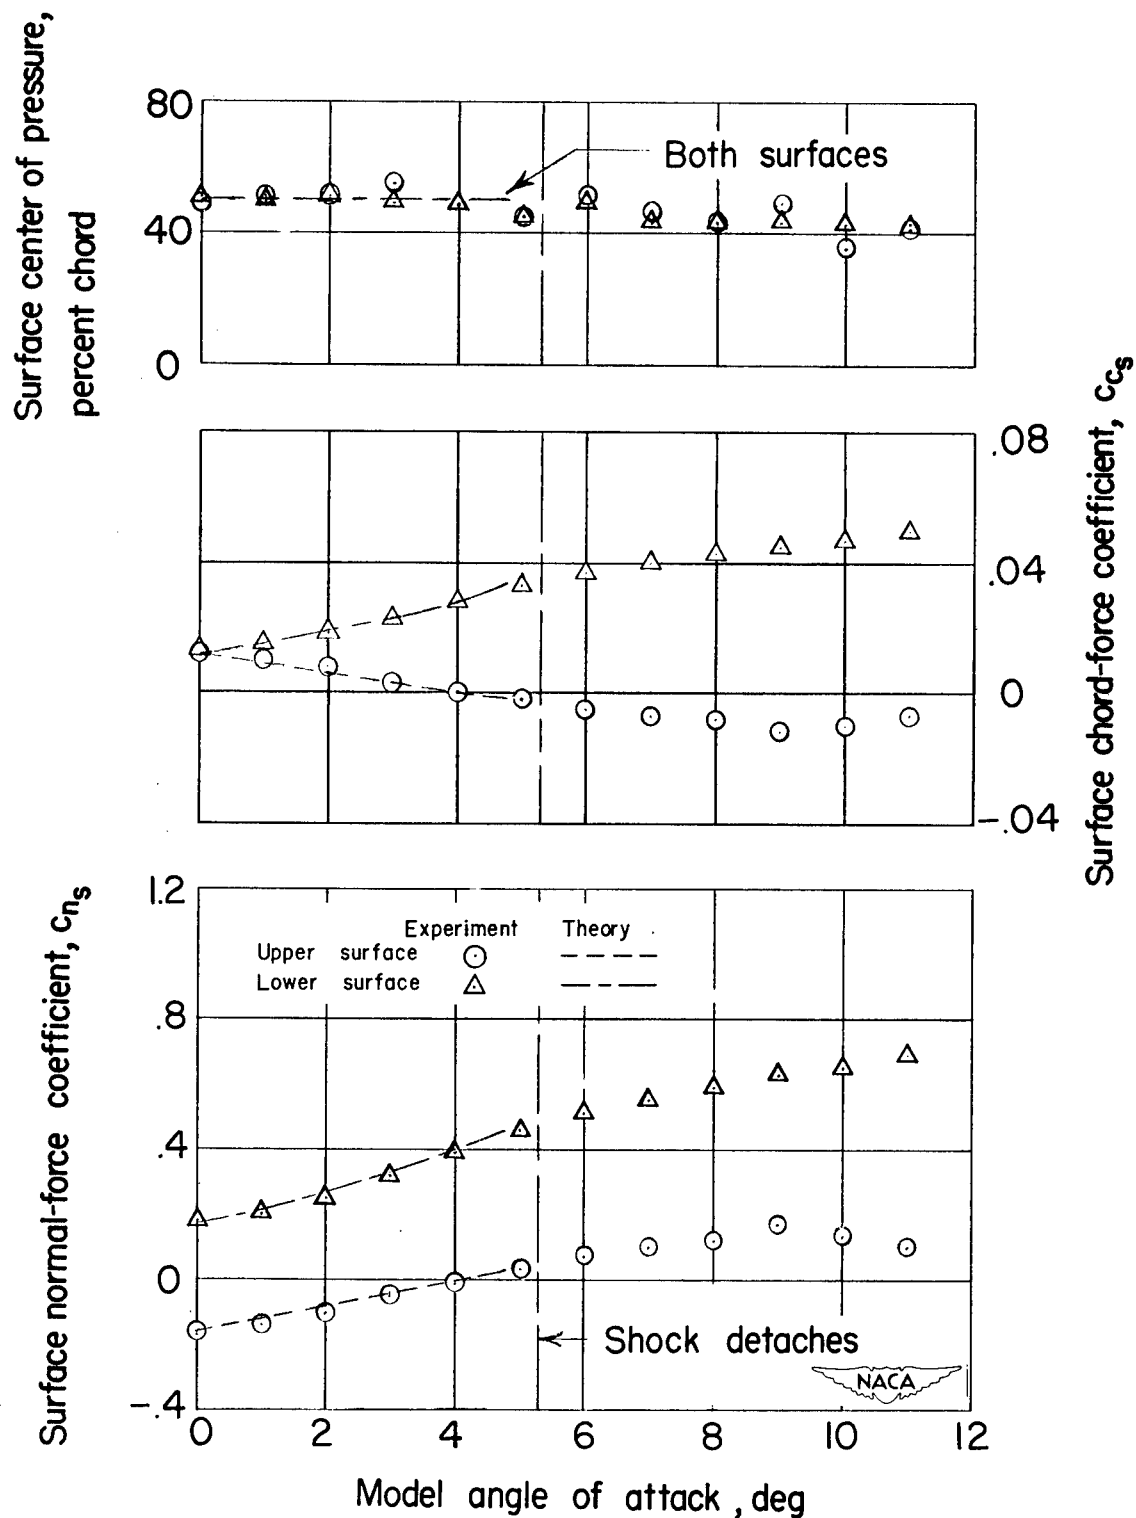 Surface center of pressure,
percent chord
80
40
0
Both surfaces
Surface chord-force coefficient, ccs
.08
.04
0
-.04
Surface normal-force coefficient, cns
1.2
.8
.4
0
-.4
Experiment Theory
Upper surface
Lower surface
Shock detaches
NACA
0 2 4 6 8 10 12
Model angle of attack, deg